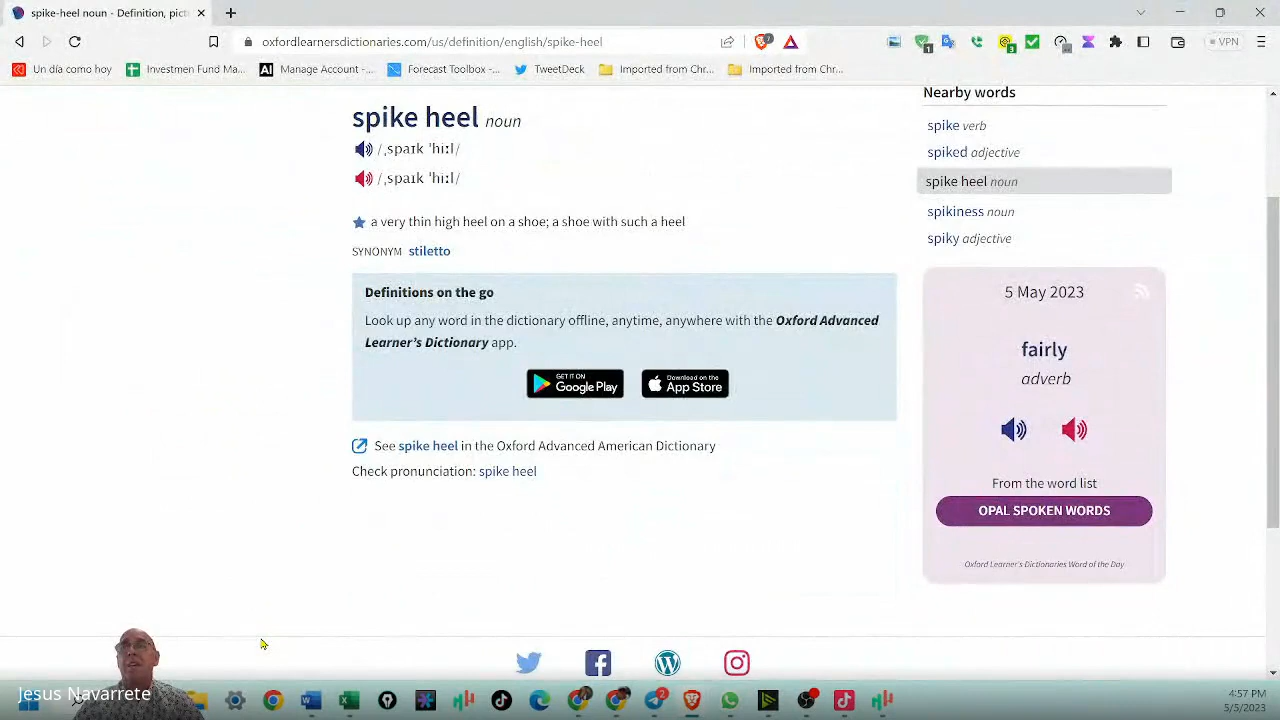 spike-heel noun - Definition, pict
oxfordlearnersdictionaries.com/us/definition/english/spike-heel
VPN
Un día como hoy
Investmen Fund Ma...
Manage Account -...
Forecast Toolbox -...
TweetDeck
Imported from Chr...
Imported from Chr...
spike heel noun
/ˌspaɪk ˈhiːl/
/ˌspaɪk ˈhiːl/
a very thin high heel on a shoe; a shoe with such a heel
SYNONYM stiletto
Definitions on the go
Look up any word in the dictionary offline, anytime, anywhere with the Oxford Advanced
Learner's Dictionary app.
GET IT ON
Google Play
Download on the
App Store
See spike heel in the Oxford Advanced American Dictionary
Check pronunciation: spike heel
Nearby words
spike verb
spiked adjective
spike heel noun
spikiness noun
spiky adjective
5 May 2023
fairly
adverb
From the word list
OPAL SPOKEN WORDS
Oxford Learner's Dictionaries Word of the Day
Jesus Navarrete
4:57 PM
5/5/2023